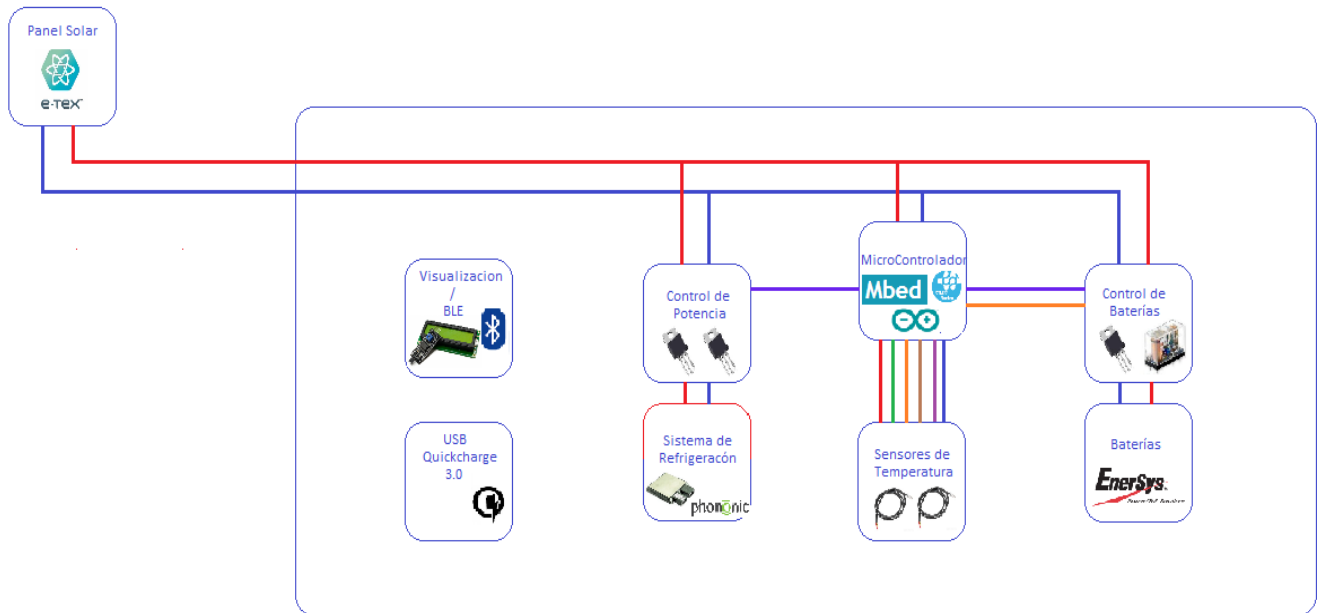 Panel Solar
e-Tex
Visualizacion
/
BLE
Control de
Potencia
MicroControlador
Mbed
Control de
Baterías
USB
Quickcharge
3.0
Sistema de
Refrigeracón
phononic
Sensores de
Temperatura
Baterías
EnerSys